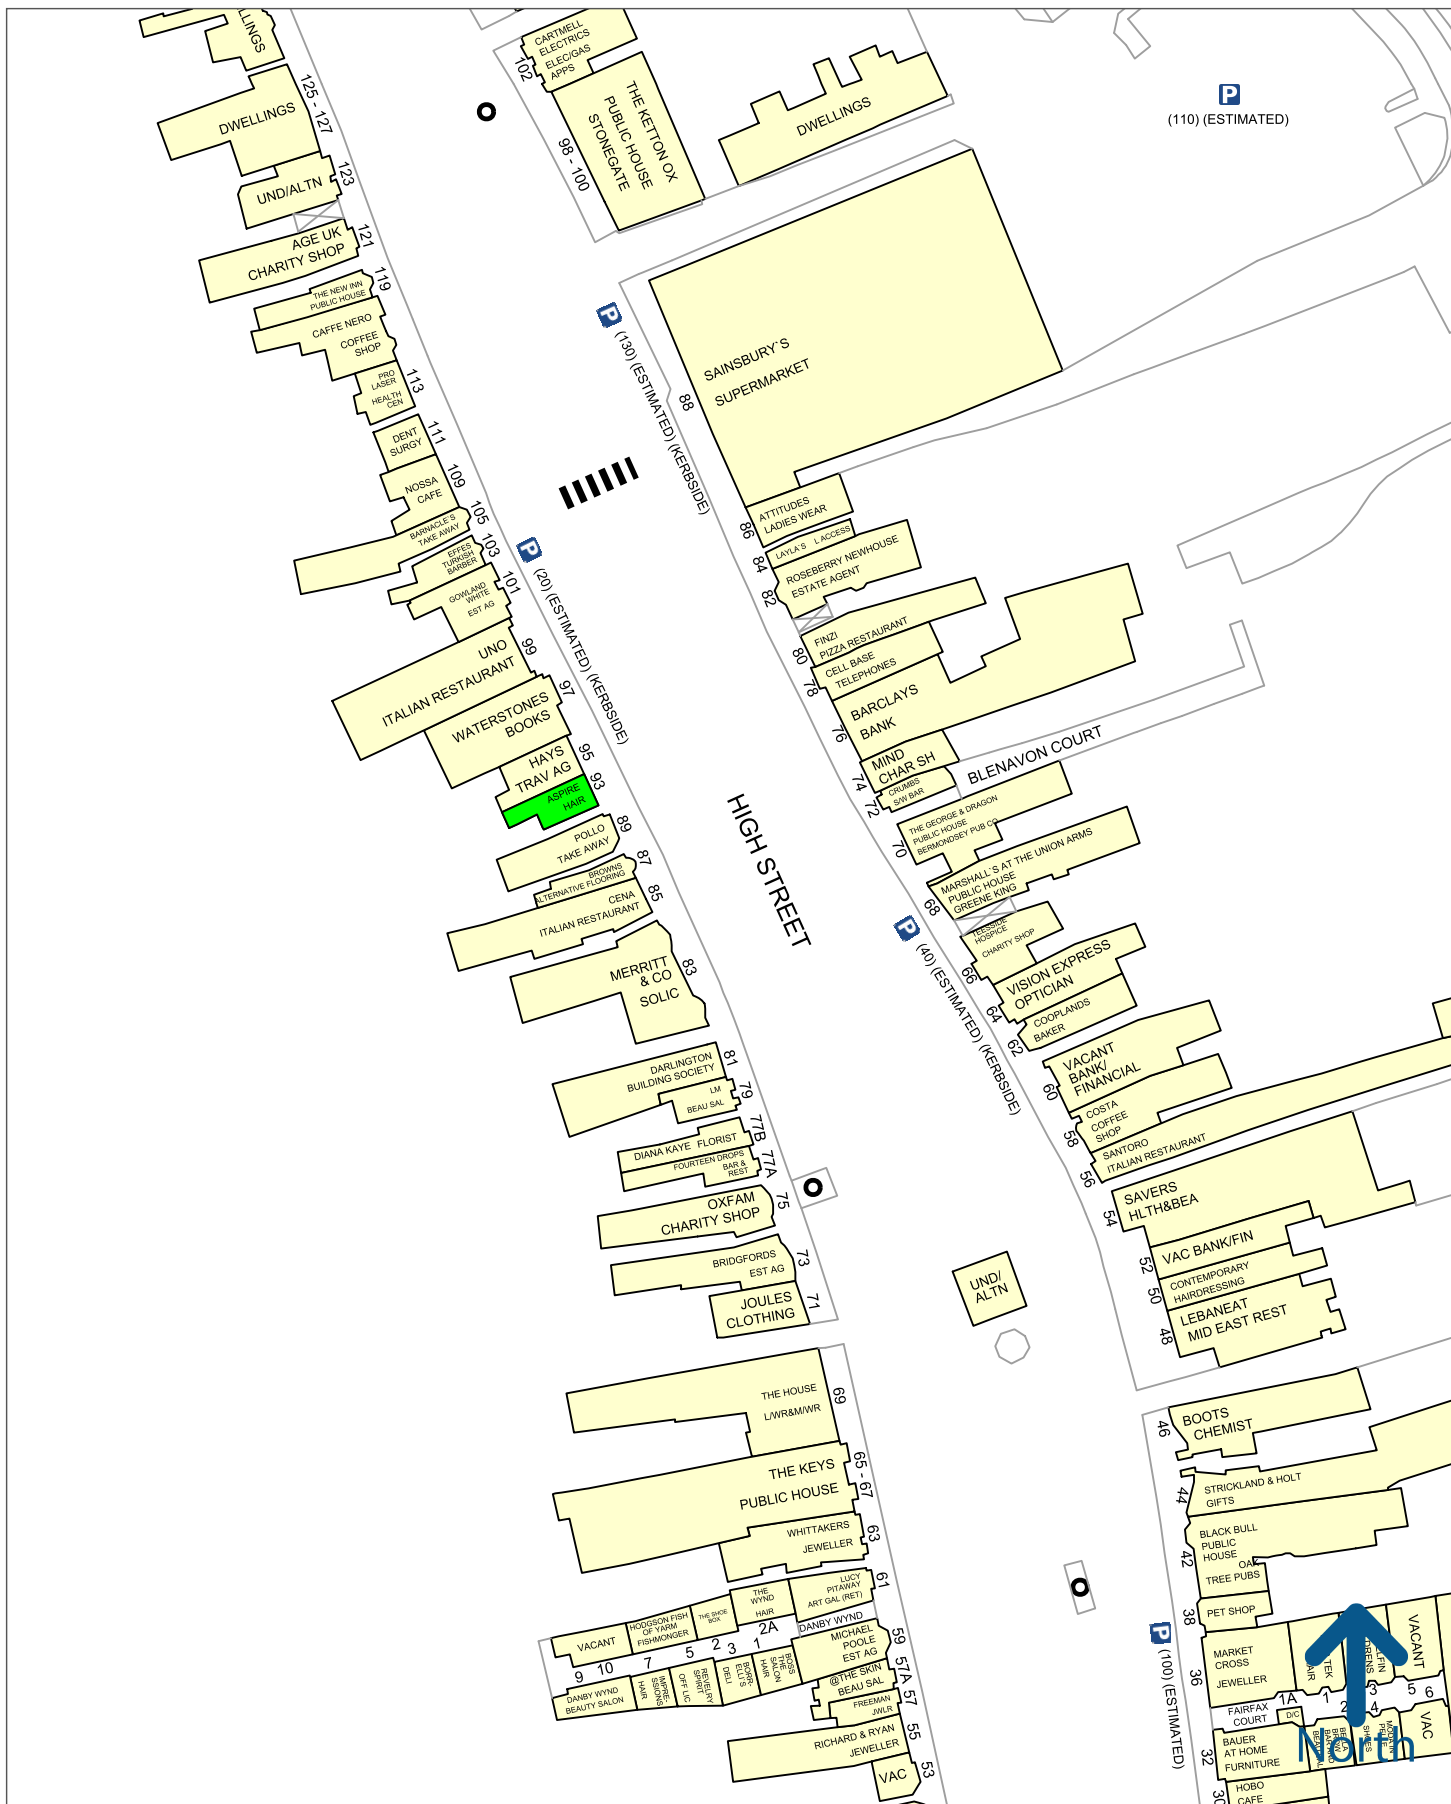 LLINGS
125 - 127
DWELLINGS
123
UND/ALTN
121
AGE UK
CHARITY SHOP
119
THE NEW INN
PUBLIC HOUSE
CAFFE NERO
COFFEE
SHOP
PRO
LASER
HEALTH
CEN
113
DENT
SURGY
111
NOSSA
CAFE
109
BARNACLE`S
TAKE AWAY
105
EFFES
TURKISH
BARBER
103
GOWLAND
WHITE
EST AG
101
UNO
ITALIAN RESTAURANT
99
WATERSTONES
BOOKS
97
HAYS
TRAV AG
95
ASPIRE
HAIR
93
POLLO
TAKE AWAY
89
BROWNS
ALTERNATIVE FLOORING
87
CENA
ITALIAN RESTAURANT
85
MERRITT
& CO
SOLIC
83
DARLINGTON
BUILDING SOCIETY
81
LM
BEAU SAL
79
DIANA KAYE FLORIST
77B
FOURTEEN DROPS
BAR &
REST
77A
OXFAM
CHARITY SHOP
75
BRIDGFORDS
EST AG
73
JOULES
CLOTHING
71
THE HOUSE
L/WR&M/WR
69
THE KEYS
PUBLIC HOUSE
65 - 67
WHITTAKERS
JEWELLER
63
LUCY
PITAWAY
ART GAL (RET)
61
THE
WYND
HAIR
2A
THE SHOE
BOX
2
HODGSON FISH
OF YARM
FISHMONGER
5
7
VACANT
9 10
DANBY WYND
DANBY WYND
BEAUTY SALON
IMPRE-
SSIONS
HAIR
REVELRY
SPIRIT
OFF LIC
3
BORR-
ELLI'S
DELI
1
BOSS
THE
SALON
HAIR
MICHAEL
POOLE
EST AG
59
@THE SKIN
BEAU SAL
57A
FREEMAN
JWLR
57
RICHARD & RYAN
JEWELLER
55
VAC
53
CARTMELL
ELECTRICS
ELEC/GAS
APPS
102
THE KETTON OX
PUBLIC HOUSE
STONEGATE
98 - 100
DWELLINGS
P
(110) (ESTIMATED)
P
(130) (ESTIMATED) (KERBSIDE)
SAINSBURY`S
SUPERMARKET
88
P
(20) (ESTIMATED) (KERBSIDE)
ATTITUDES
LADIES WEAR
86
LAYLA`S L ACCESS
84
ROSEBERRY NEWHOUSE
ESTATE AGENT
82
FINZI
PIZZA RESTAURANT
80
CELL BASE
TELEPHONES
78
BARCLAYS
BANK
76
MIND
CHAR SH
74
CRUMBS
S/W BAR
72
BLENAVON COURT
THE GEORGE & DRAGON
PUBLIC HOUSE
BERMONDSEY PUB CO
70
HIGH STREET
MARSHALL`S AT THE UNION ARMS
PUBLIC HOUSE
GREENE KING
68
P
(40) (ESTIMATED) (KERBSIDE)
TEESSIDE
HOSPICE
CHARITY SHOP
66
VISION EXPRESS
OPTICIAN
64
COOPLANDS
BAKER
62
VACANT
BANK/
FINANCIAL
60
COSTA
COFFEE
SHOP
58
SANTORO
ITALIAN RESTAURANT
56
SAVERS
HLTH&BEA
54
VAC BANK/FIN
52
CONTEMPORARY
HAIRDRESSING
50
LEBANEAT
MID EAST REST
48
UND/
ALTN
BOOTS
CHEMIST
46
STRICKLAND & HOLT
GIFTS
44
BLACK BULL
PUBLIC
HOUSE
OAK
TREE PUBS
42
PET SHOP
38
P
(100) (ESTIMATED)
MARKET
CROSS
JEWELLER
36
VACANT
1A
1
3
4
5
6
FAIRFAX
COURT
D/C
VAC
BAUER
AT HOME
FURNITURE
32
HOBO
CAFE
30
North